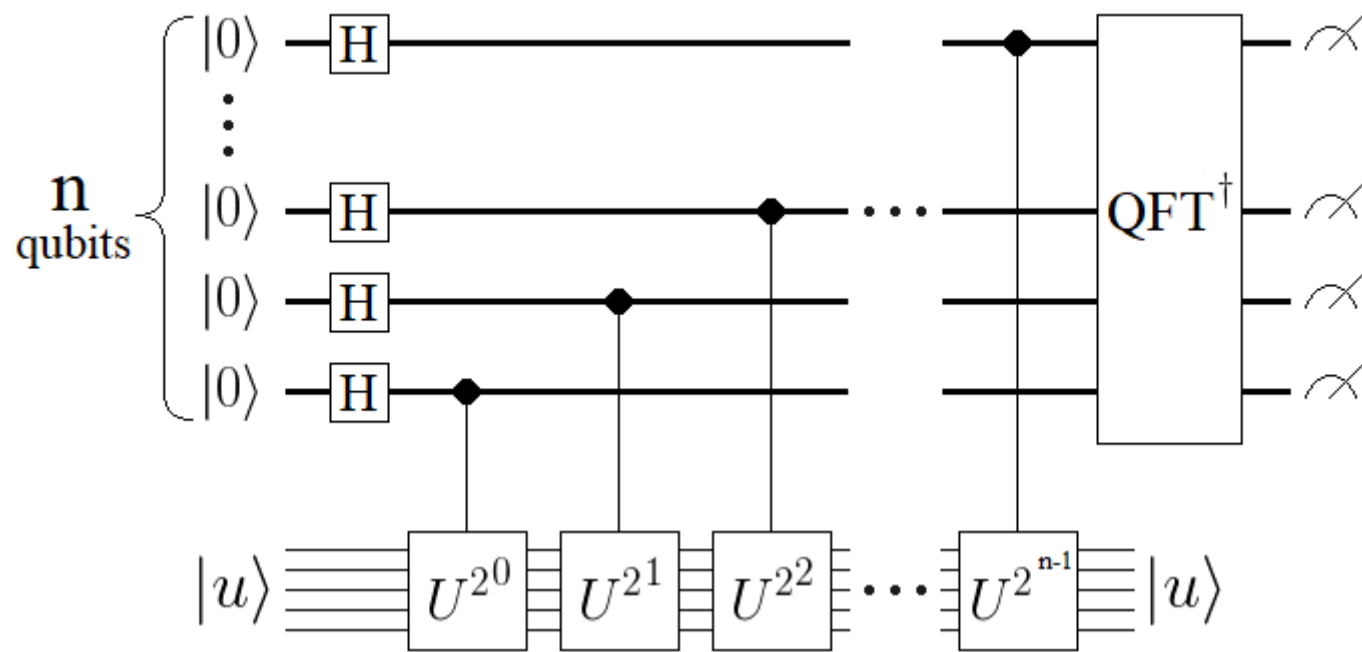 |0⟩ H
n
qubits
|0⟩ H QFT†
|0⟩ H
|0⟩ H
|u⟩ U^{2^0} U^{2^1} U^{2^2} U^{2^{n-1}} |u⟩